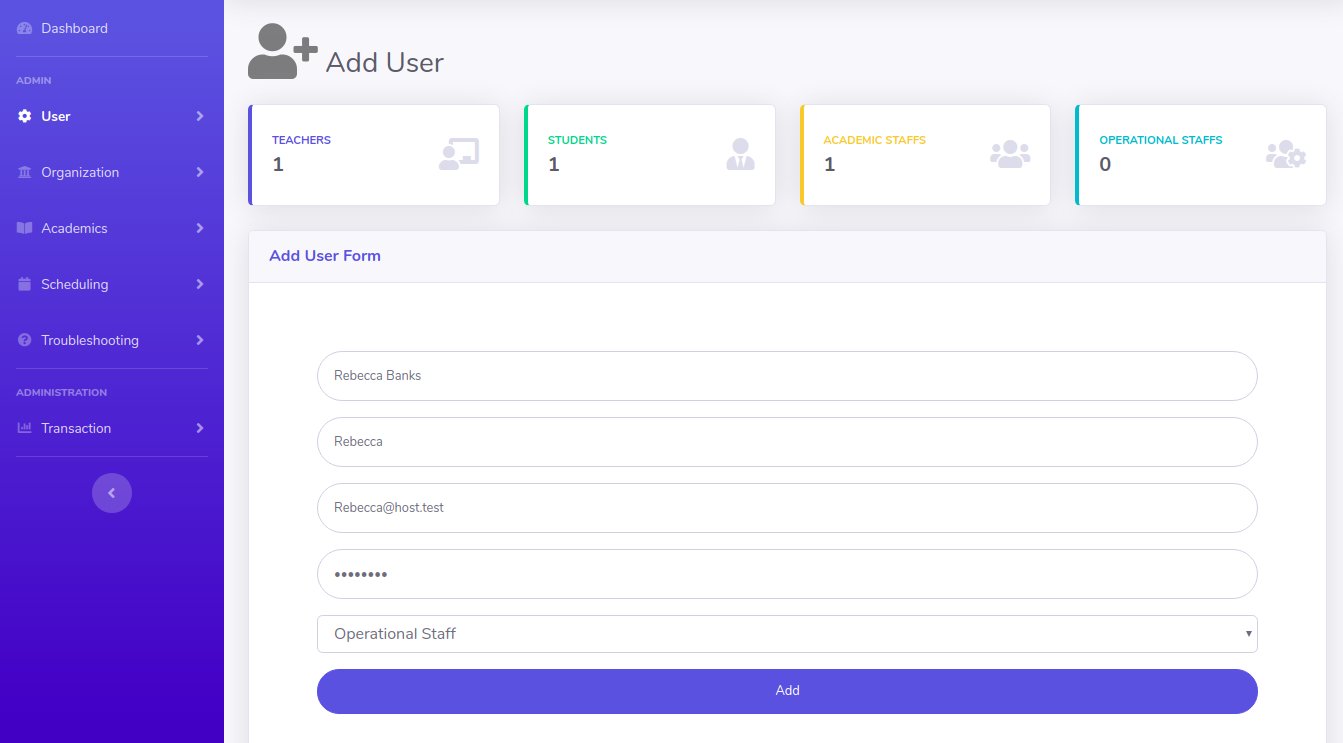 Dashboard
ADMIN
User
Organization
Academics
Scheduling
Troubleshooting
ADMINISTRATION
Transaction
Add User
TEACHERS
1
STUDENTS
1
ACADEMIC STAFFS
1
OPERATIONAL STAFFS
0
Add User Form
Rebecca Banks
Rebecca
Rebecca@host.test
••••••••
Operational Staff
Add